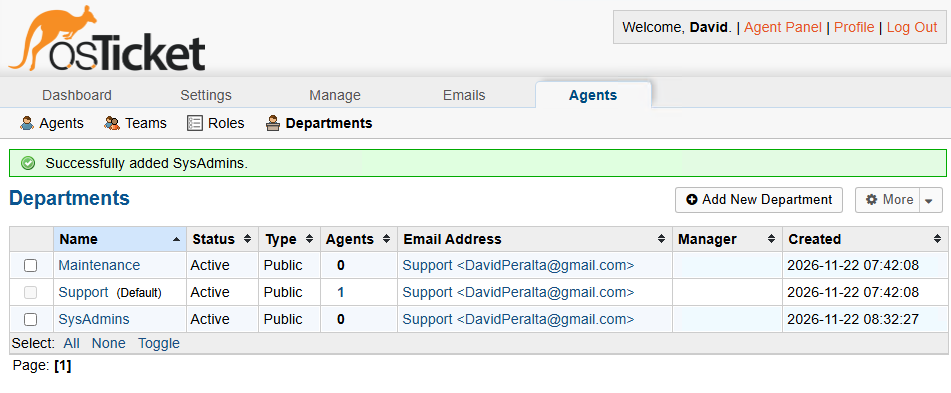 osTicket
Welcome, David. | Agent Panel | Profile | Log Out
Dashboard Settings Manage Emails Agents
Agents Teams Roles Departments
Successfully added SysAdmins.
Departments Add New Department More
Name Status Type Agents Email Address Manager Created
Maintenance Active Public 0 Support <DavidPeralta@gmail.com> 2026-11-22 07:42:08
Support (Default) Active Public 1 Support <DavidPeralta@gmail.com> 2026-11-22 07:42:08
SysAdmins Active Public 0 Support <DavidPeralta@gmail.com> 2026-11-22 08:32:27
Select: All None Toggle
Page: [1]